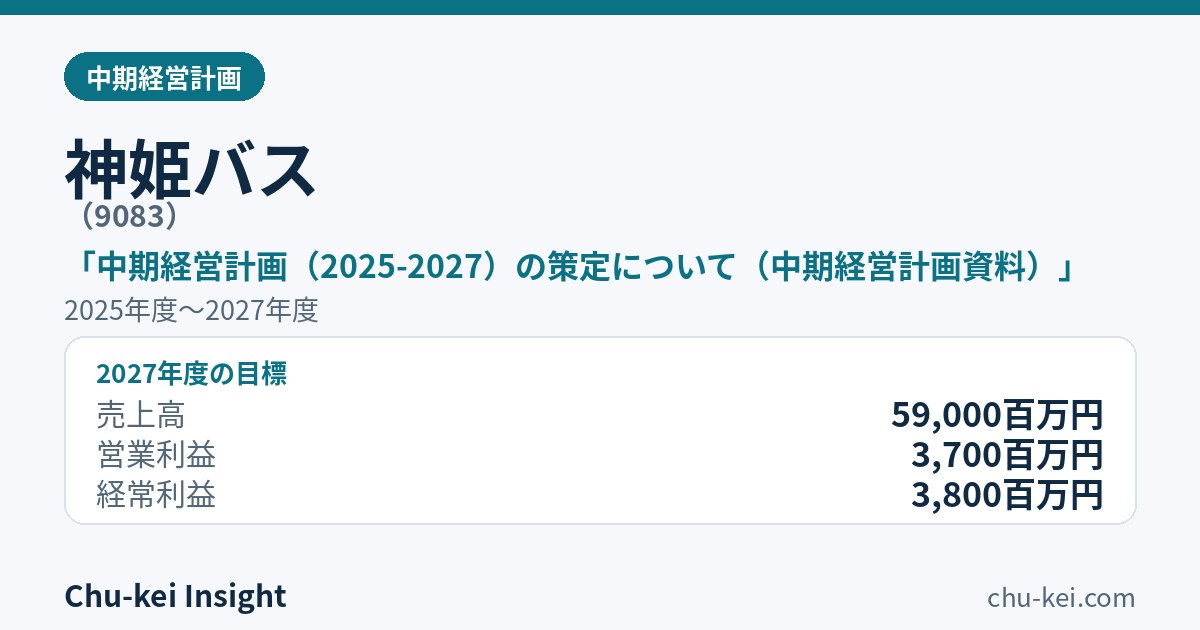 中期経営計画
神姫バス
（9083）
「中期経営計画（2025-2027）の策定について（中期経営計画資料）」
2025年度～2027年度
2027年度の目標
売上高 59,000百万円
営業利益 3,700百万円
経常利益 3,800百万円
Chu-kei Insight chu-kei.com